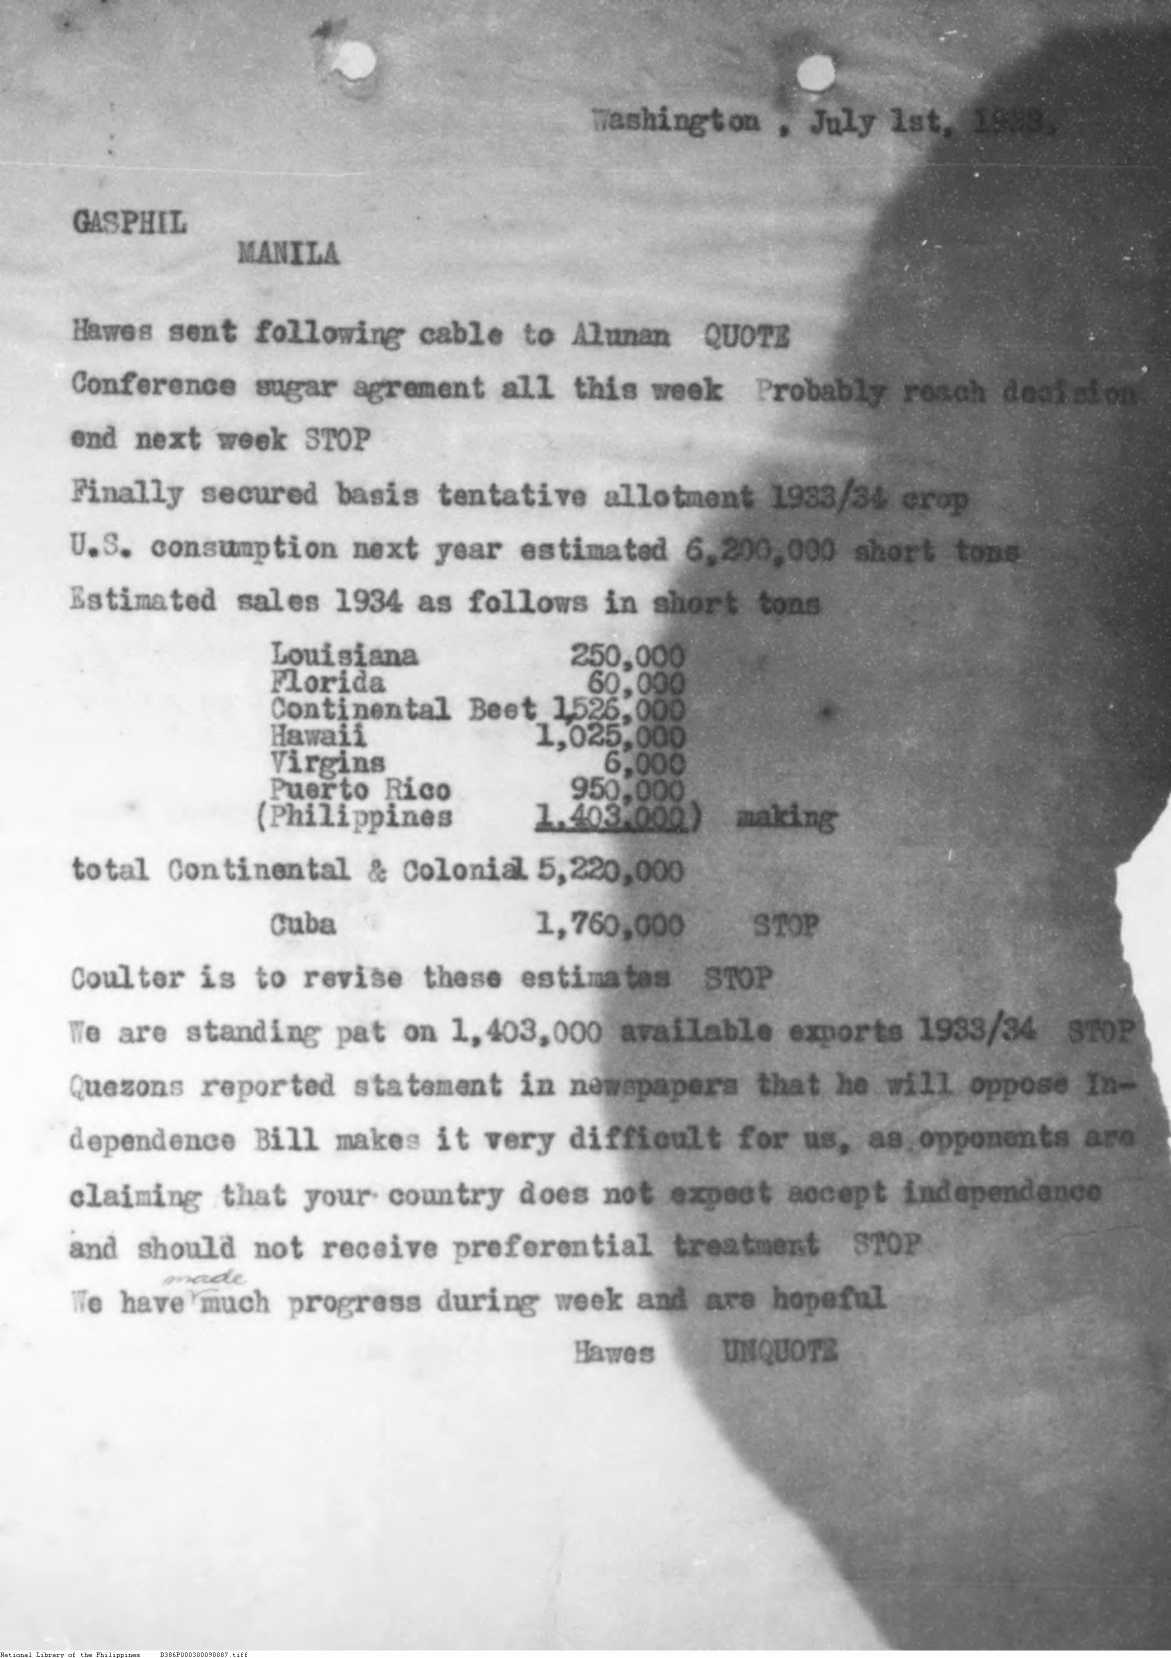 Washington , July 1st, 1933.
GASPHIL
MANILA
Hawes sent following cable to Alunan QUOTE
Conference sugar agrement all this week Probably reach decision
end next week STOP
Finally secured basis tentative allotment 1933/34 crop
U.S. consumption next year estimated 6,200,000 short tons
Estimated sales 1934 as follows in short tons
Louisiana 250,000
Florida 60,000
Continental Beet 1,526,000
Hawaii 1,025,000
Virgins 6,000
Puerto Rico 950,000
(Philippines 1,403,000) making
total Continental & Colonial 5,220,000
Cuba 1,760,000 STOP
Coulter is to revise these estimates STOP
We are standing pat on 1,403,000 available exports 1933/34 STOP
Quezons reported statement in newspapers that he will oppose In-
dependence Bill makes it very difficult for us, as opponents are
claiming that your country does not expect accept independence
and should not receive preferential treatment STOP
made
We have much progress during week and are hopeful
Hawes UNQUOTE
National Library of the Philippines B386P000300098087.tiff